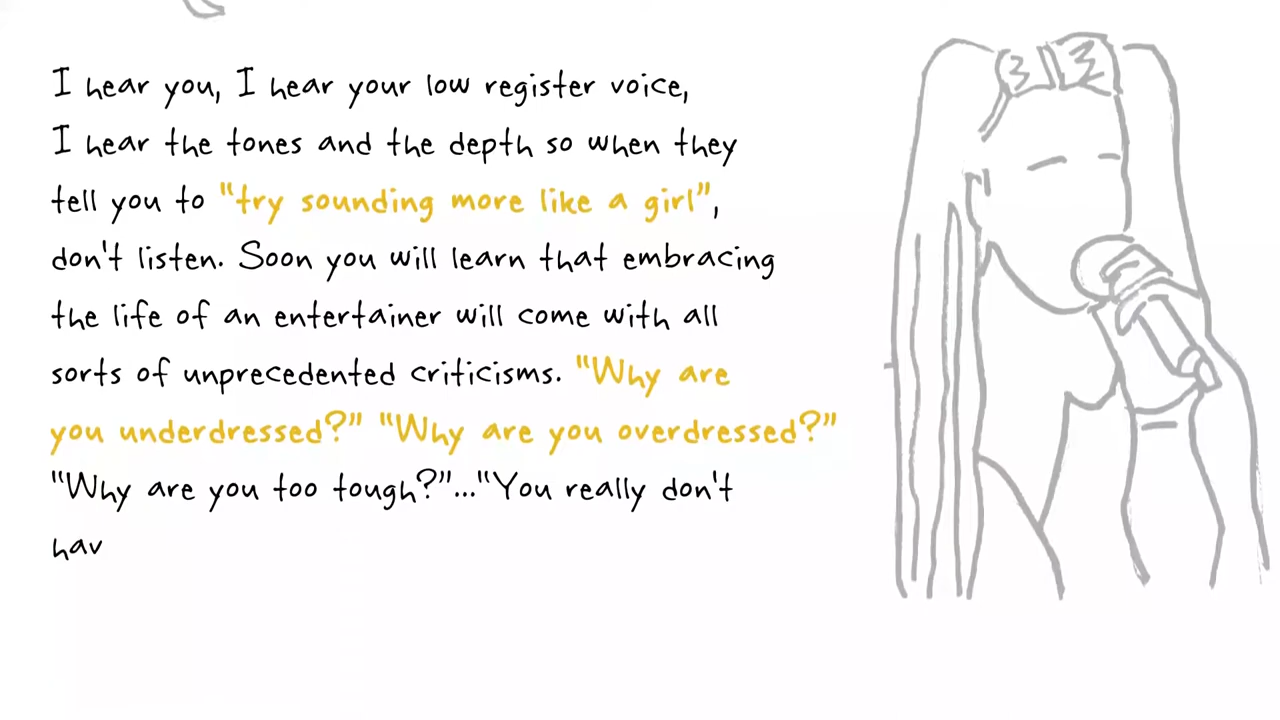 I hear you, I hear your low register voice,
I hear the tones and the depth so when they
tell you to "try sounding more like a girl",
don't listen. Soon you will learn that embracing
the life of an entertainer will come with all
sorts of unprecedented criticisms. "Why are
you underdressed?" "Why are you overdressed?"
"Why are you too tough?"..."You really don't
hav